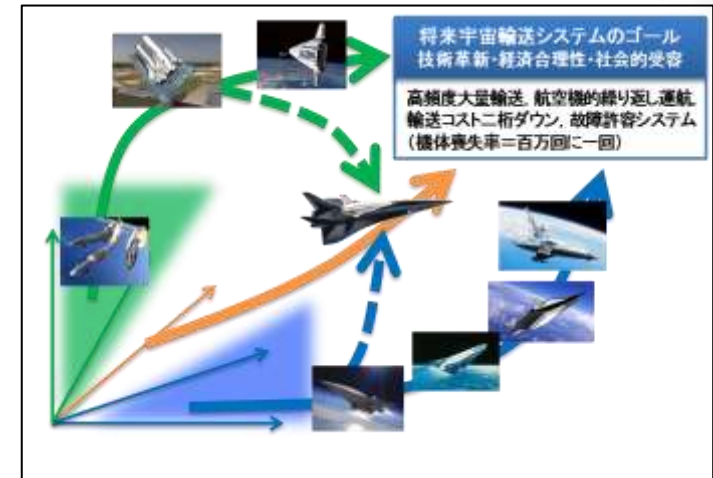 将来宇宙輸送システムのゴール
技術革新・経済合理性・社会的受容
高頻度大量輸送, 航空機的繰り返し運航,
輸送コスト二桁ダウン, 故障許容システム
(機体喪失率=百万回に一回)